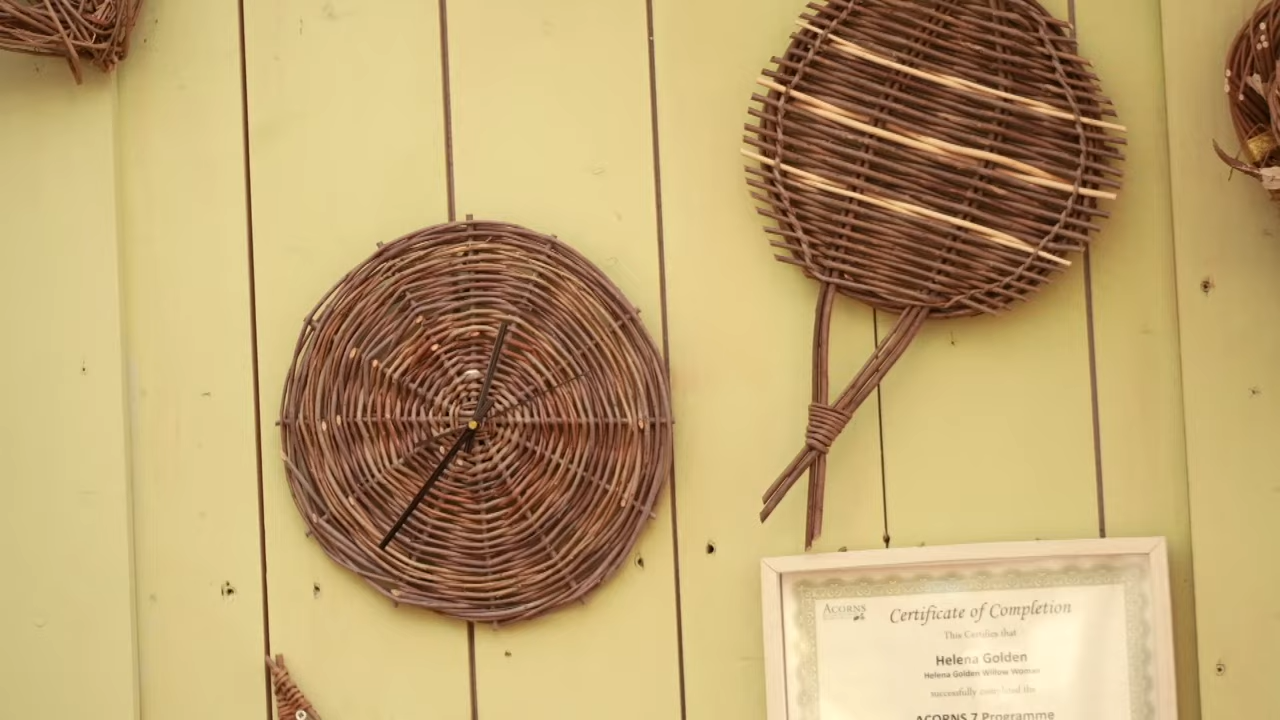 ACORNS
Certificate of Completion
This Certifies that
Helena Golden
Helena Golden Willow Woman
successfully completed the
ACORNS 7 Programme